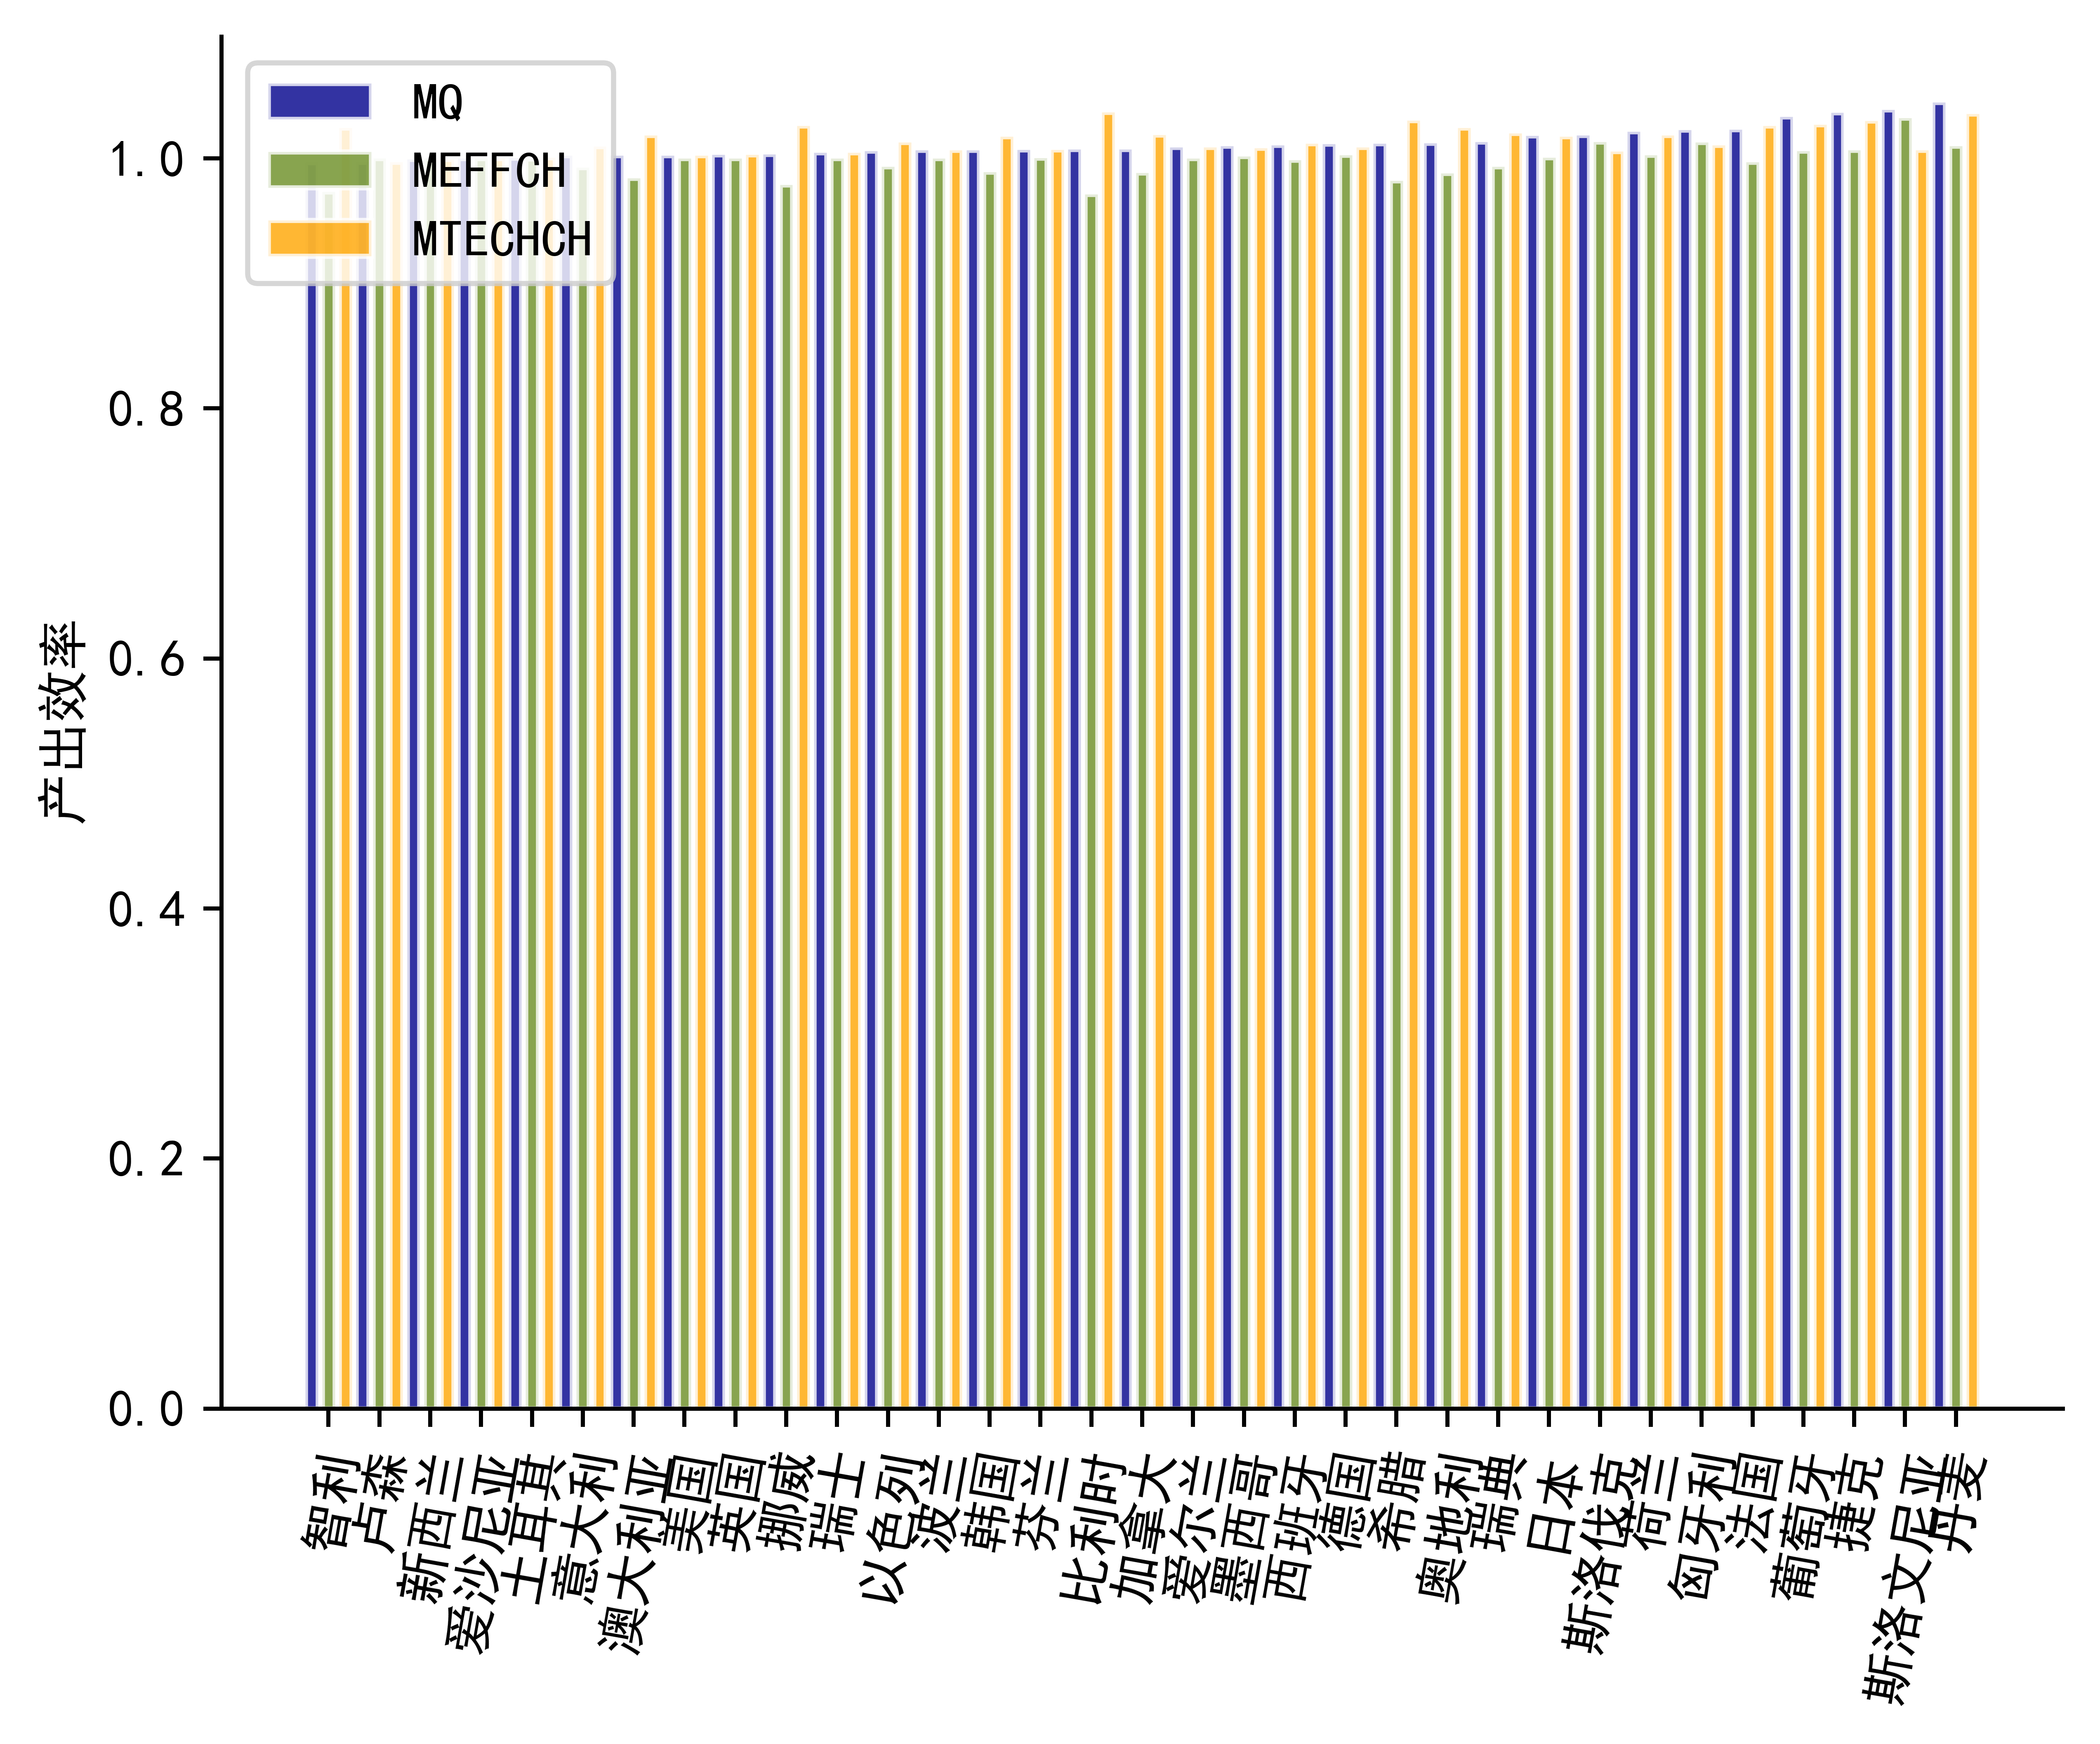 MQ
MEFFCH
MTECHCH
产出效率
1.0
0.8
0.6
0.4
0.2
0.0
智利
卢森
新西兰
爱沙尼亚
土耳其
意大利
澳大利亚
美国
英国
挪威
瑞士
以色列
波兰
韩国
芬兰
比利时
加拿大
爱尔兰
墨西哥
西班牙
德国
希腊
奥地利
瑞典
日本
斯洛伐克
荷兰
匈牙利
法国
葡萄牙
捷克
斯洛文尼亚
丹麦